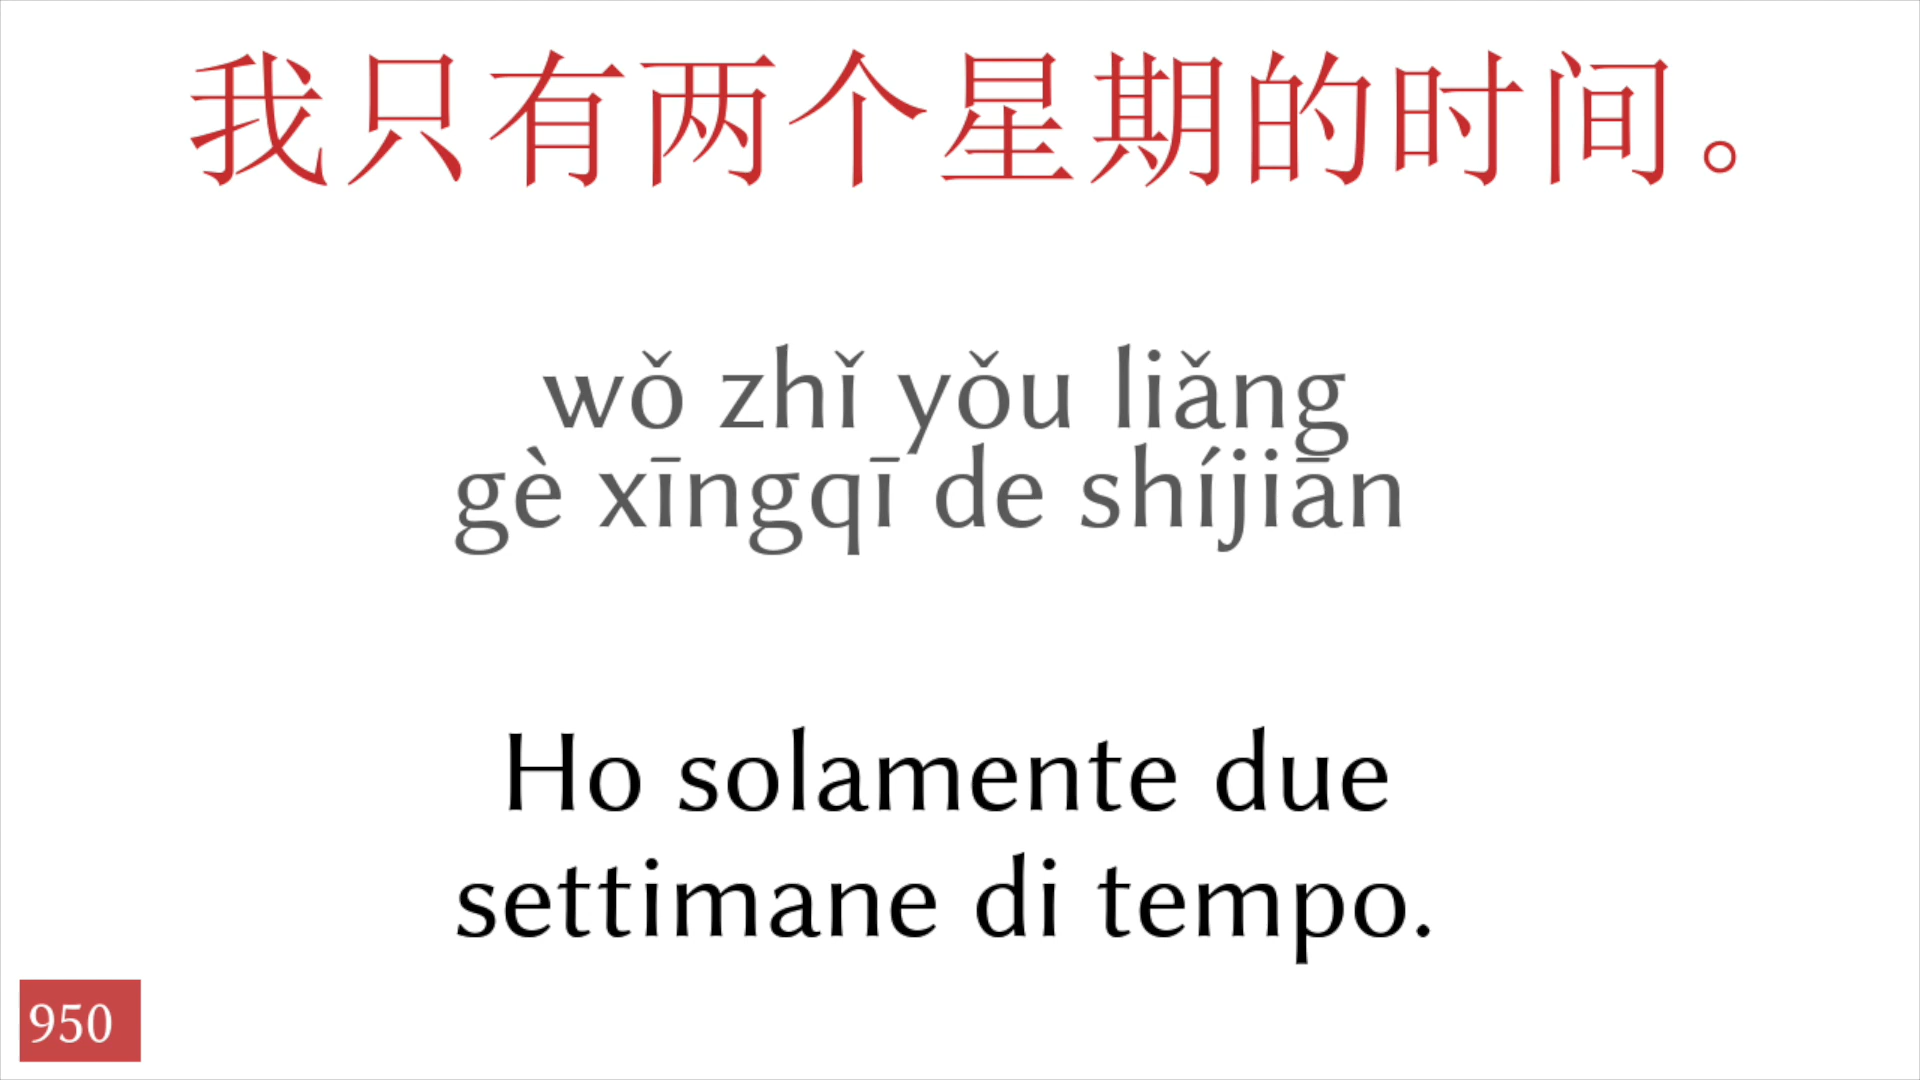 我只有两个星期的时间。
wǒ zhǐ yǒu liǎng
gè xīngqī de shíjiān
Ho solamente due
settimane di tempo.
950